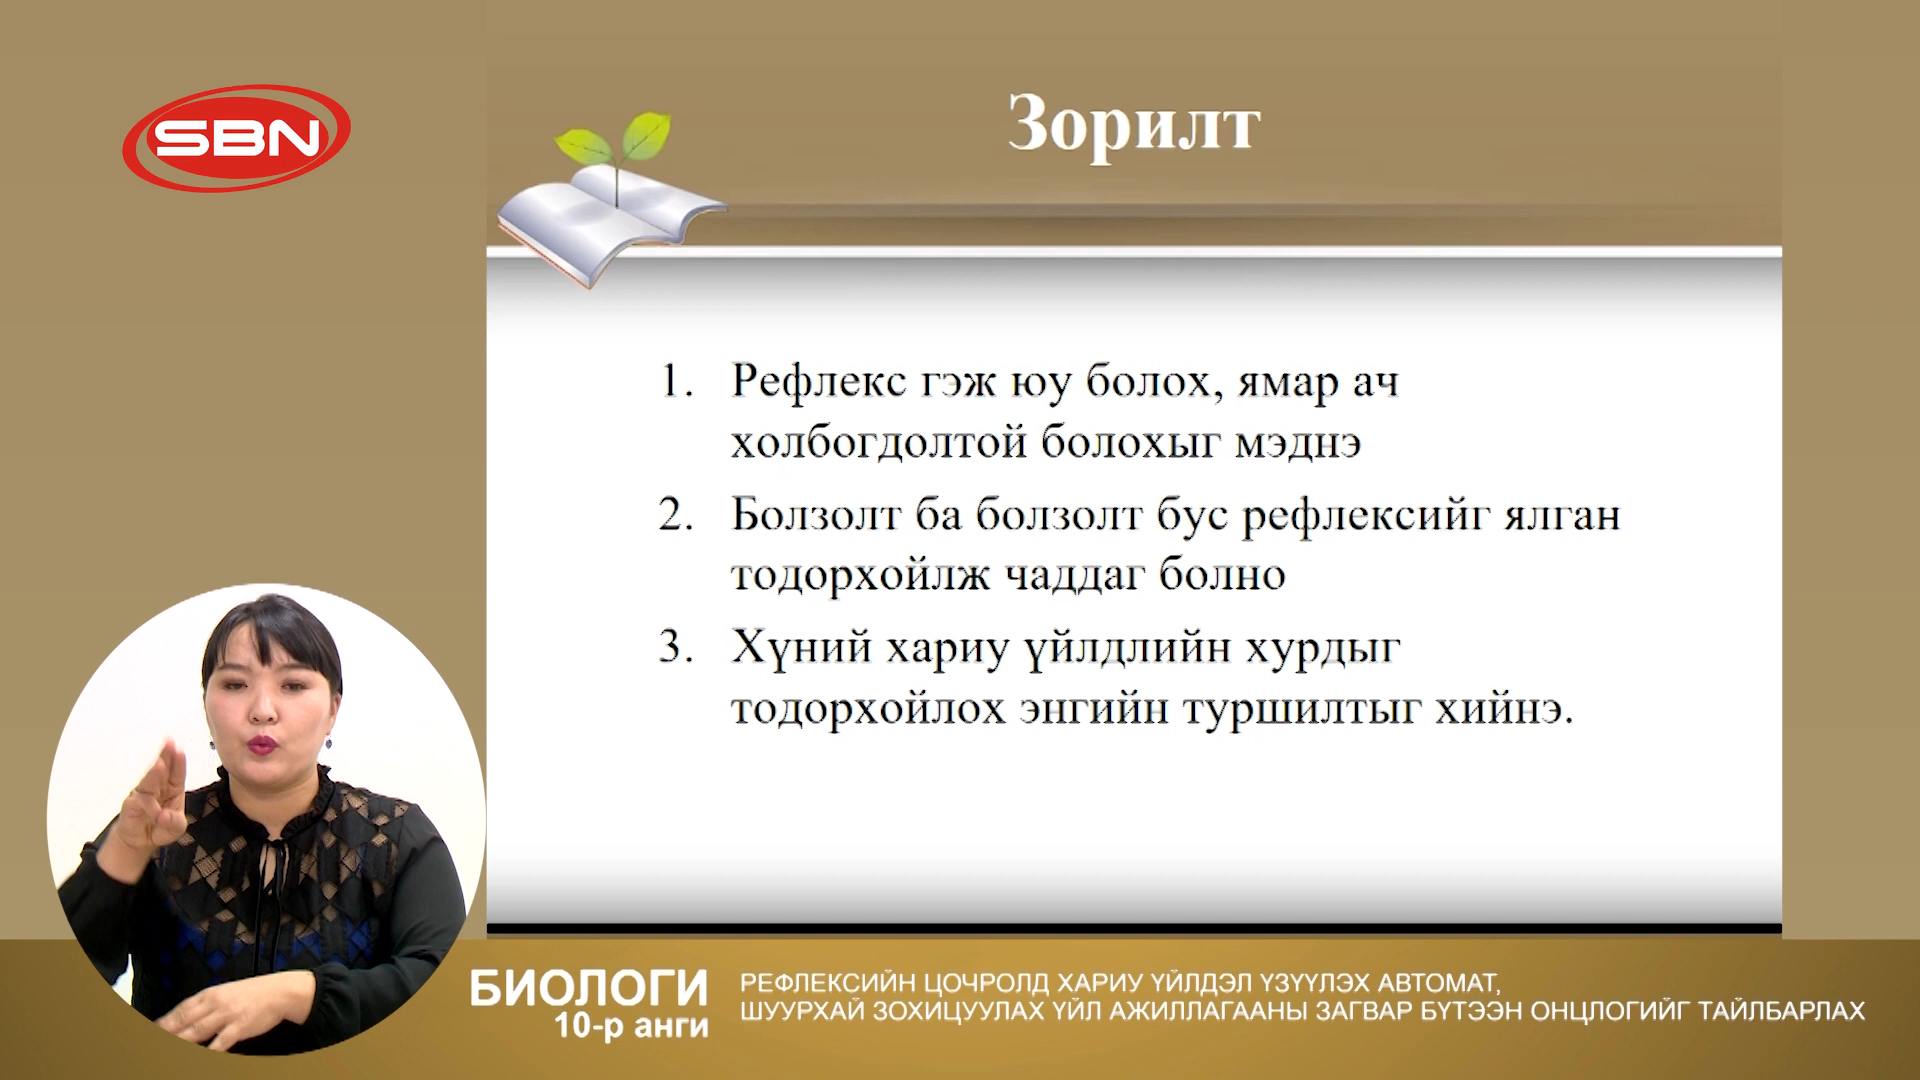 SBN
Зорилт
1. Рефлекс гэж юу болох, ямар ач
холбогдолтой болохыг мэднэ
2. Болзолт ба болзолт бус рефлексийг ялган
тодорхойлж чаддаг болно
3. Хүний хариу үйлдлийн хурдыг
тодорхойлох энгийн туршилтыг хийнэ.
БИОЛОГИ
10-р анги
РЕФЛЕКСИЙН ЦОЧРОЛД ХАРИУ ҮЙЛДЭЛ ҮЗҮҮЛЭХ АВТОМАТ,
ШУУРХАЙ ЗОХИЦУУЛАХ ҮЙЛ АЖИЛЛАГААНЫ ЗАГВАР БҮТЭЭН ОНЦЛОГИЙГ ТАЙЛБАРЛАХ